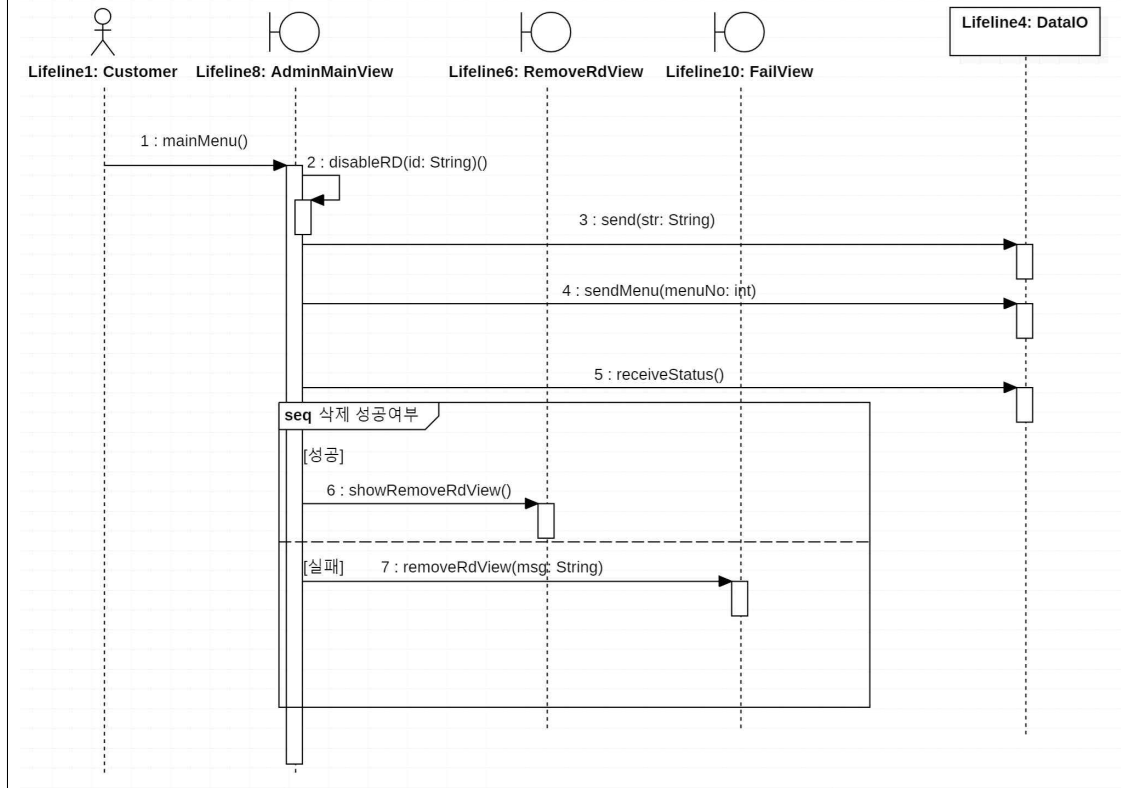 Lifeline1: Customer
Lifeline8: AdminMainView
Lifeline6: RemoveRdView
Lifeline10: FailView
Lifeline4: DataIO
1 : mainMenu()
2 : disableRD(id: String)()
3 : send(str: String)
4 : sendMenu(menuNo: int)
5 : receiveStatus()
seq 삭제 성공여부
[성공]
6 : showRemoveRdView()
[실패]
7 : removeRdView(msg: String)